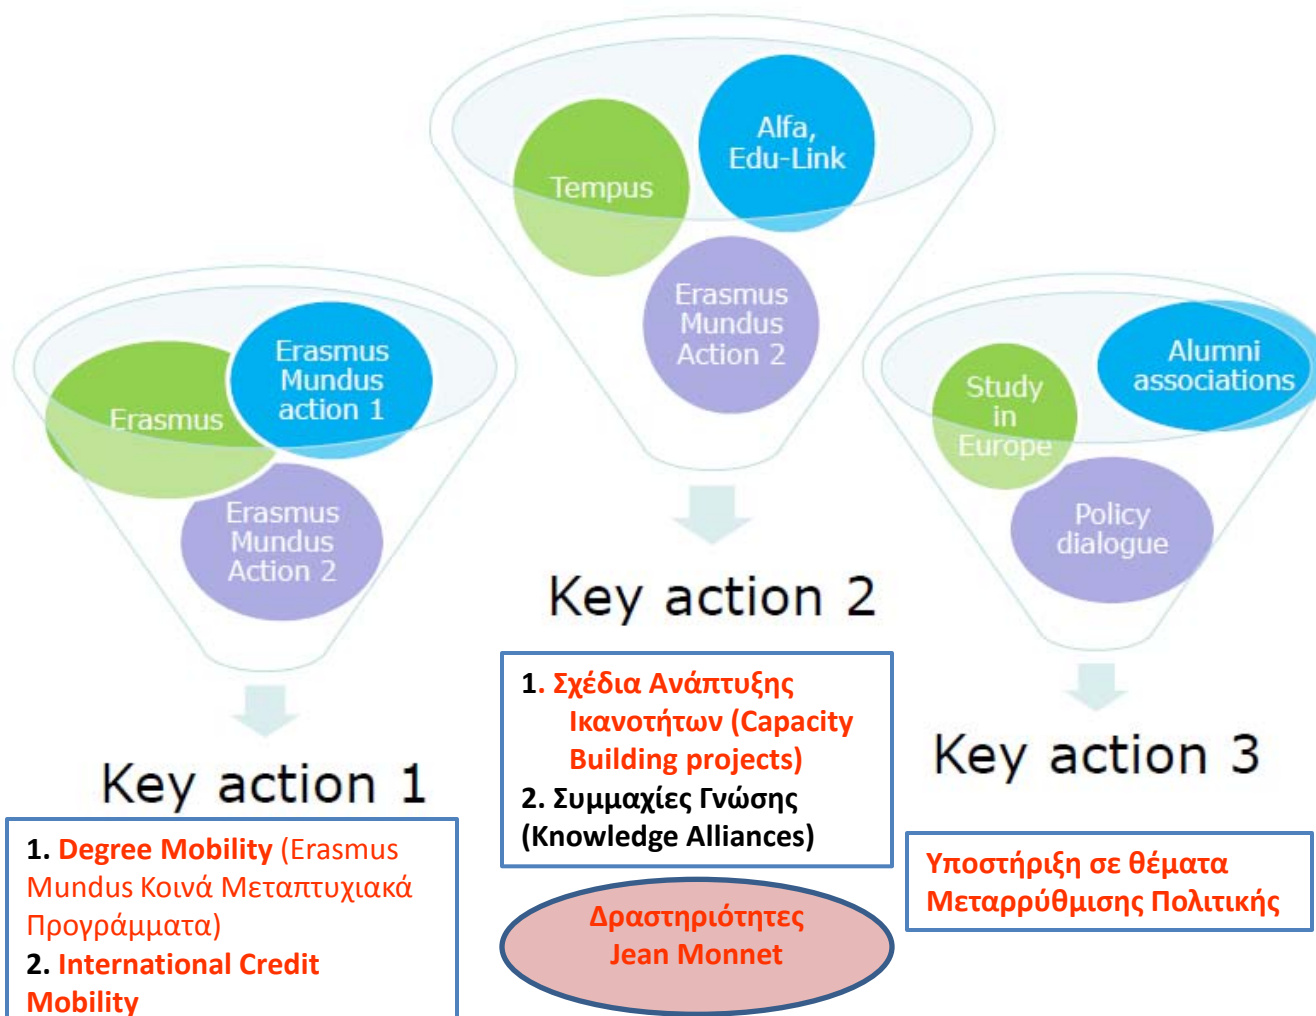 Erasmus
Erasmus
Mundus
action 1
Erasmus
Mundus
Action 2
Key action 1
1. Degree Mobility (Erasmus
Mundus Κοινά Μεταπτυχιακά
Προγράμματα)
2. International Credit
Mobility
Tempus
Alfa,
Edu-Link
Erasmus
Mundus
Action 2
Key action 2
1. Σχέδια Ανάπτυξης
Ικανοτήτων (Capacity
Building projects)
2. Συμμαχίες Γνώσης
(Knowledge Alliances)
Δραστηριότητες
Jean Monnet
Study
in
Europe
Alumni
associations
Policy
dialogue
Key action 3
Υποστήριξη σε θέματα
Μεταρρύθμισης Πολιτικής